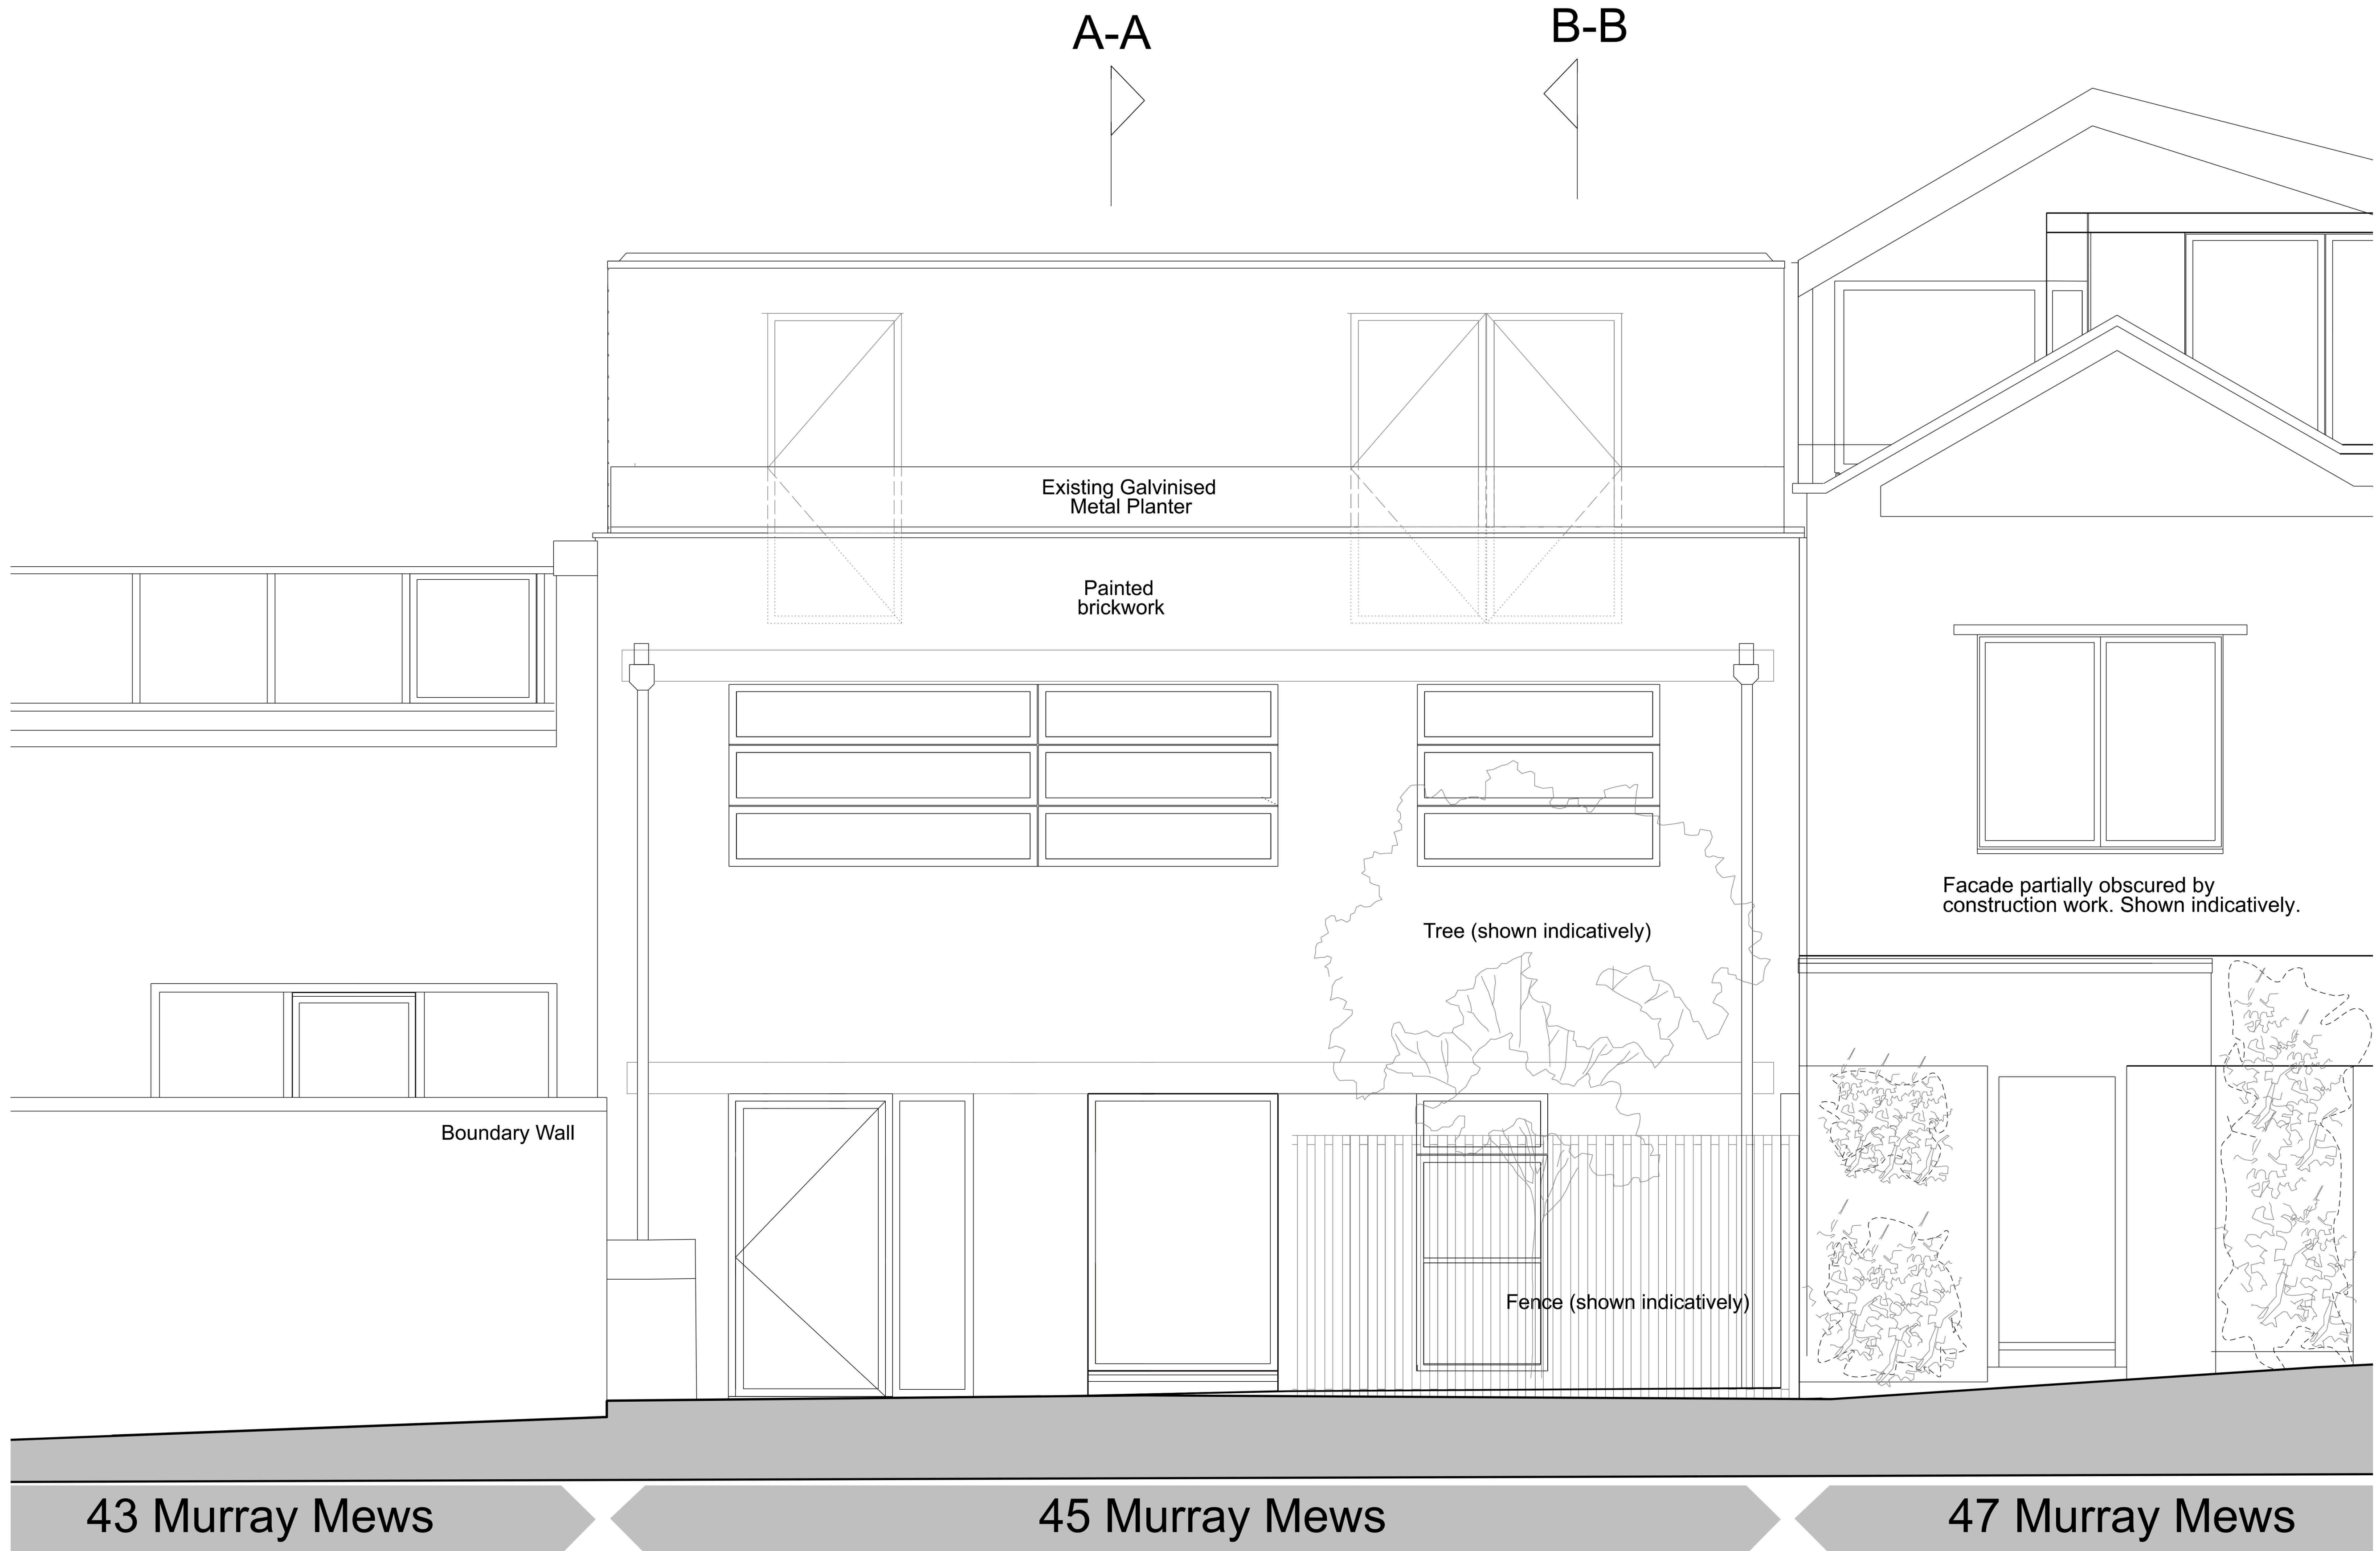 A-A
B-B
Existing Galvinised
Metal Planter
Painted
brickwork
Facade partially obscured by
construction work. Shown indicatively.
Tree (shown indicatively)
Boundary Wall
Fence (shown indicatively)
43 Murray Mews
45 Murray Mews
47 Murray Mews